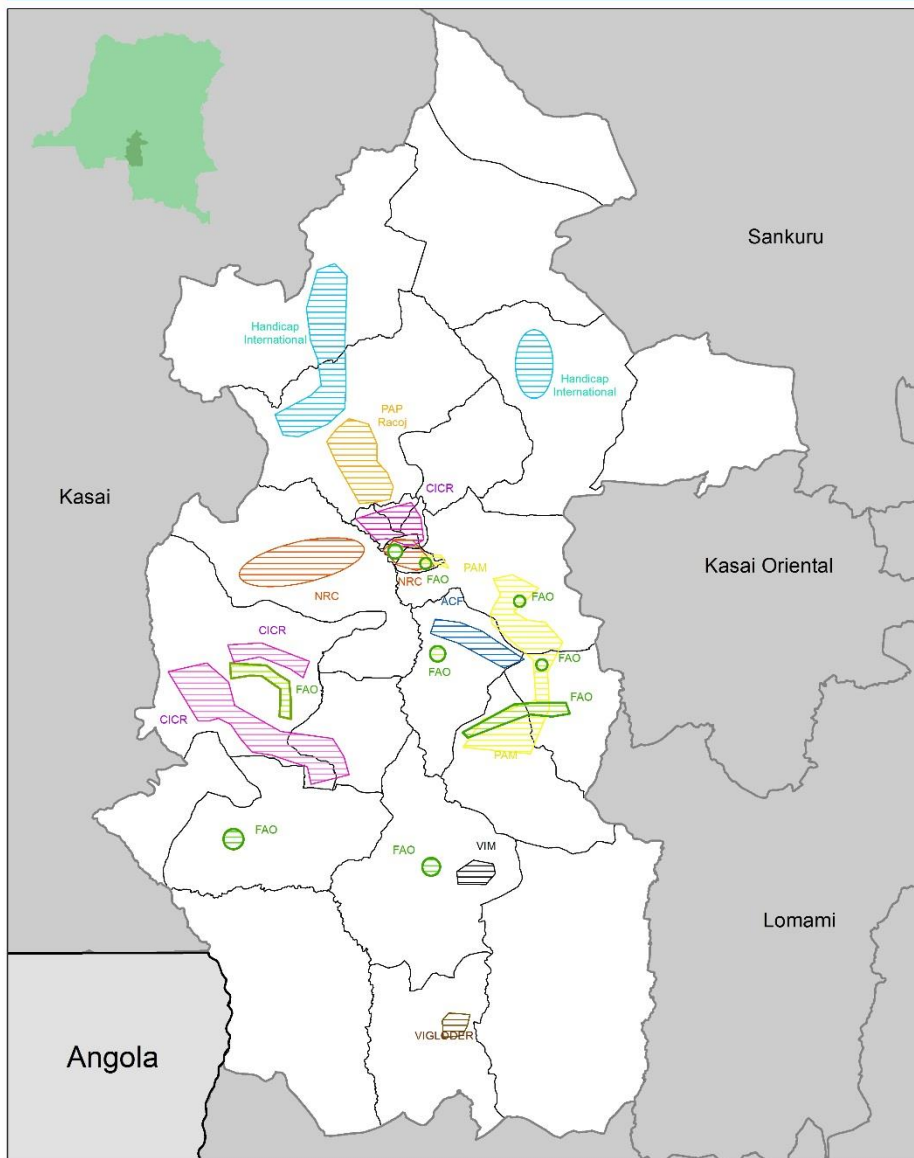 Sankuru
Handicap
International
Handicap
International
PAP
Racoj
CICR
Kasai
Kasai Oriental
NRC
NRC
FAO
PAM
FAO
ACF
CICR
FAO
FAO
FAO
FAO
CICR
PAM
FAO
FAO
VIM
Lomami
VIGLODER
Angola